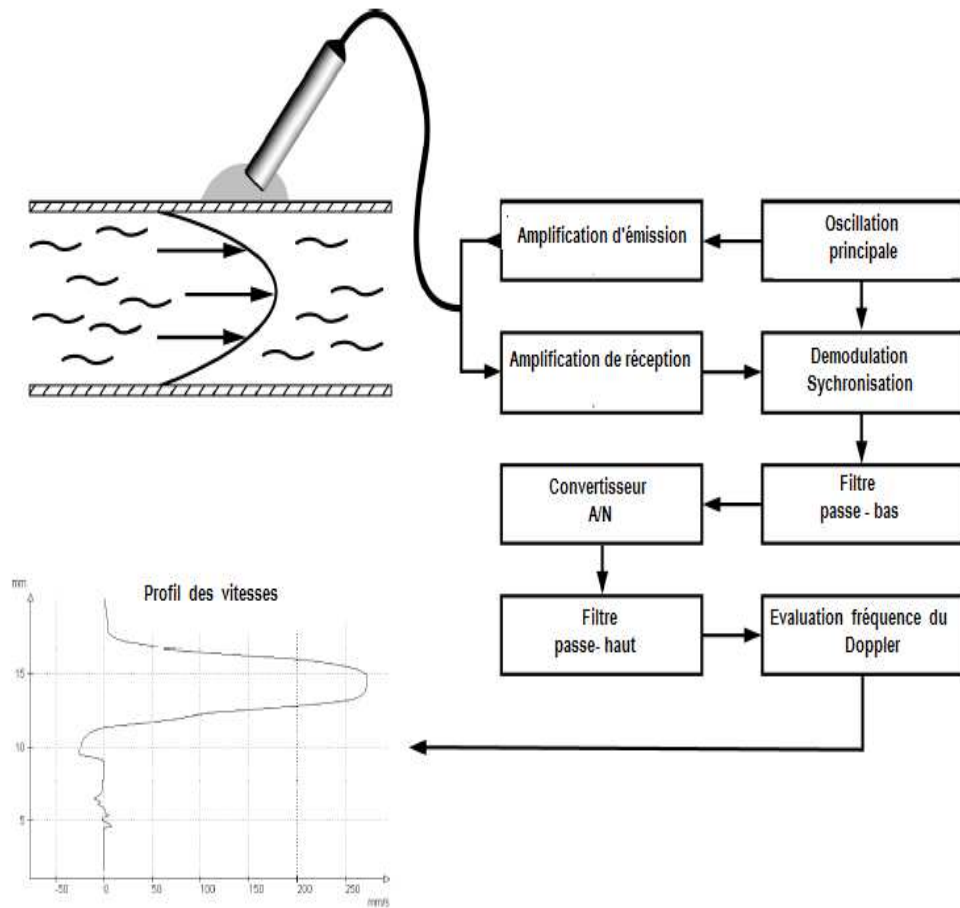 Amplification d'émission
Oscillation
principale
Amplification de réception
Demodulation
Sychronisation
Convertisseur
A/N
Filtre
passe - bas
Filtre
passe- haut
Evaluation fréquence du
Doppler
mm
Profil des vitesses
15
10
5
-50
0
50
100
150
200
250
mm/s